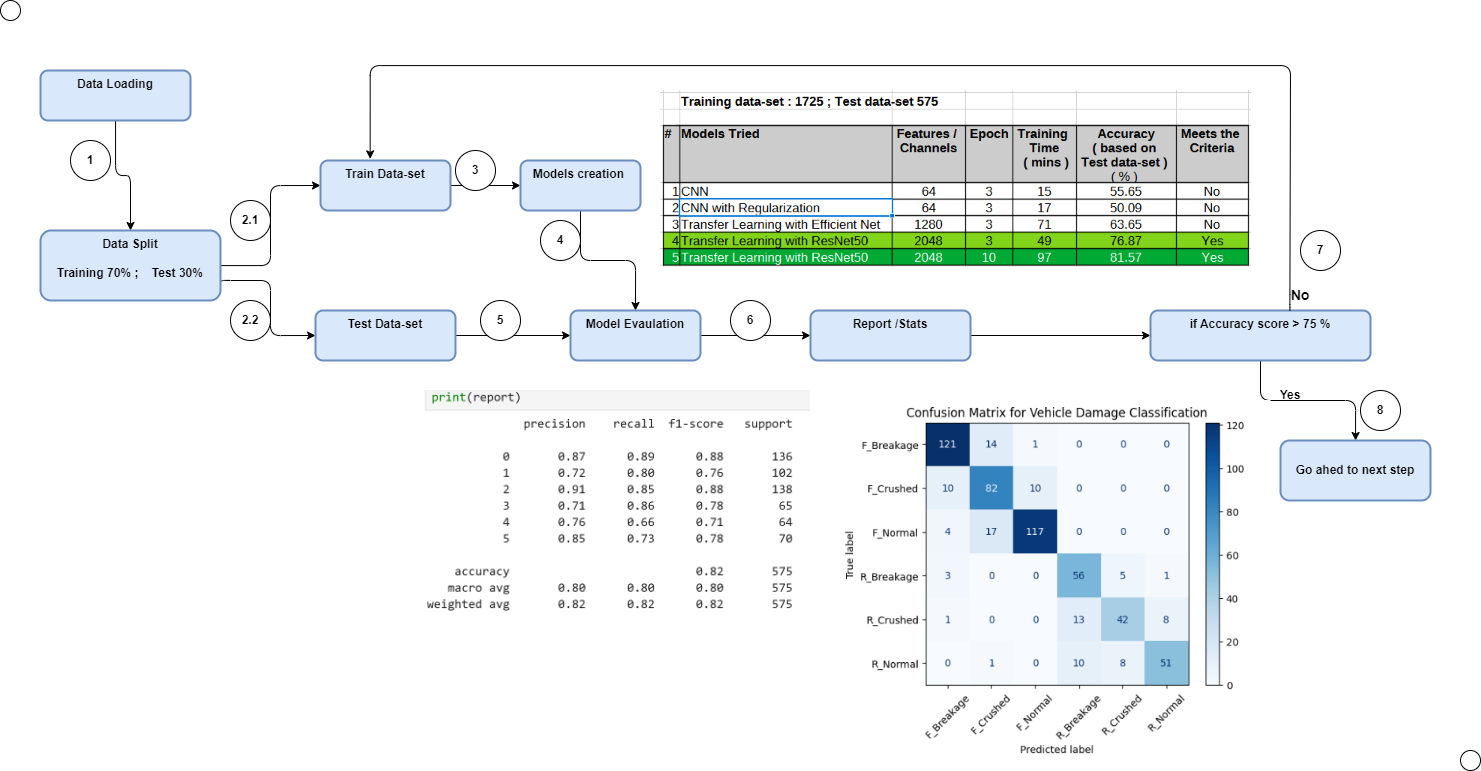 Data Loading
1
Data Split
Training 70% ; Test 30%
2.1
2.2
Train Data-set
3
Models creation
4
Test Data-set
5
Model Evaulation
6
Report /Stats
if Accuracy score > 75 %
No
7
Yes
8
Go ahed to next step
Training data-set : 1725 ; Test data-set 575
# Models Tried Features / Channels Epoch Training Time ( mins ) Accuracy ( based on Test data-set ) ( % ) Meets the Criteria
1 CNN 64 3 15 55.65 No
2 CNN with Regularization 64 3 17 50.09 No
3 Transfer Learning with Efficient Net 1280 3 71 63.65 No
4 Transfer Learning with ResNet50 2048 3 49 76.87 Yes
5 Transfer Learning with ResNet50 2048 10 97 81.57 Yes
print(report)
precision recall f1-score support
0 0.87 0.89 0.88 136
1 0.72 0.80 0.76 102
2 0.91 0.85 0.88 138
3 0.71 0.86 0.78 65
4 0.76 0.66 0.71 64
5 0.85 0.73 0.78 70
accuracy 0.82 575
macro avg 0.80 0.80 0.80 575
weighted avg 0.82 0.82 0.82 575
Confusion Matrix for Vehicle Damage Classification
True label
F_Breakage 121 14 1 0 0 0
F_Crushed 10 82 10 0 0 0
F_Normal 4 17 117 0 0 0
R_Breakage 3 0 0 56 5 1
R_Crushed 1 0 0 13 42 8
R_Normal 0 1 0 10 8 51
F_Breakage F_Crushed F_Normal R_Breakage R_Crushed R_Normal
Predicted label
120
100
80
60
40
20
0